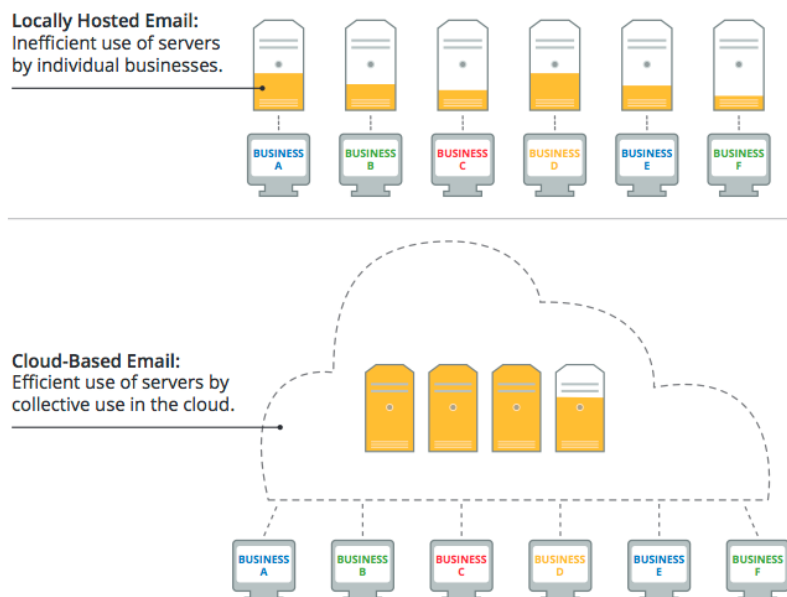 Locally Hosted Email:
Inefficient use of servers
by individual businesses.
BUSINESS
A
BUSINESS
B
BUSINESS
C
BUSINESS
D
BUSINESS
E
BUSINESS
F
Cloud-Based Email:
Efficient use of servers by
collective use in the cloud.
BUSINESS
A
BUSINESS
B
BUSINESS
C
BUSINESS
D
BUSINESS
E
BUSINESS
F